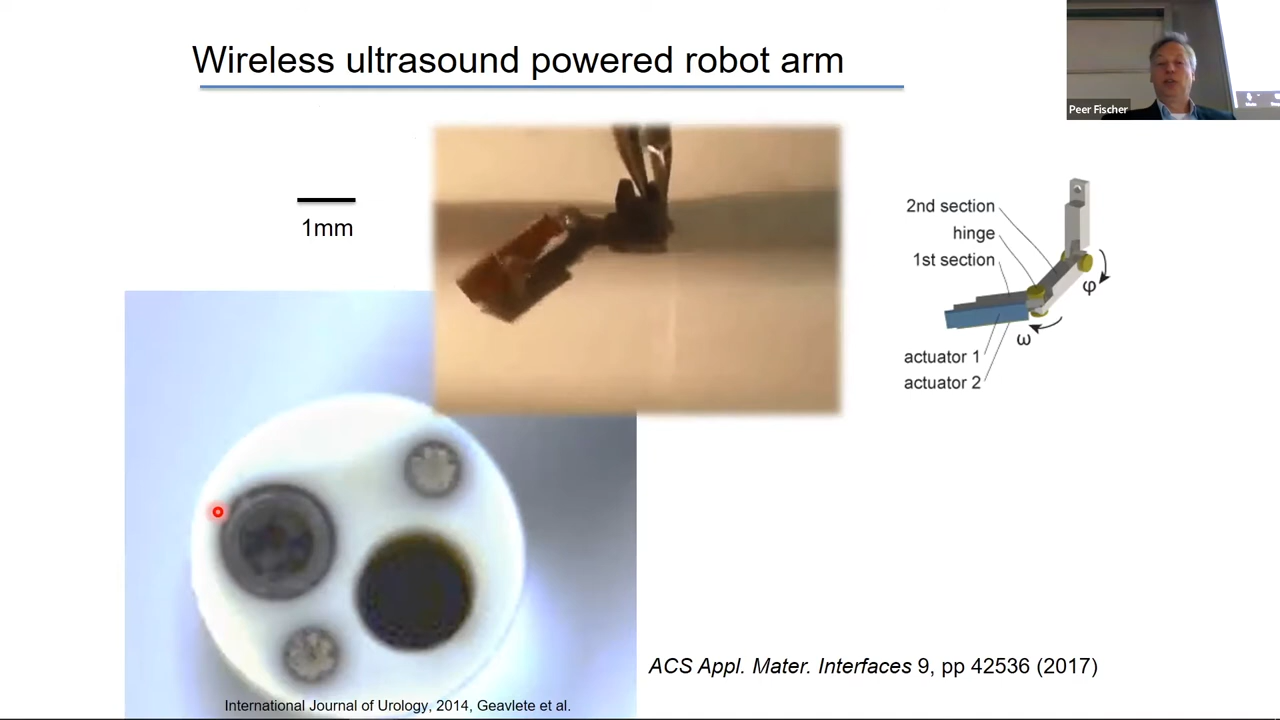 Wireless ultrasound powered robot arm
Peer Fischer
1mm
2nd section
hinge
1st section
φ
ω
actuator 1
actuator 2
ACS Appl. Mater. Interfaces 9, pp 42536 (2017)
International Journal of Urology, 2014, Geavlete et al.